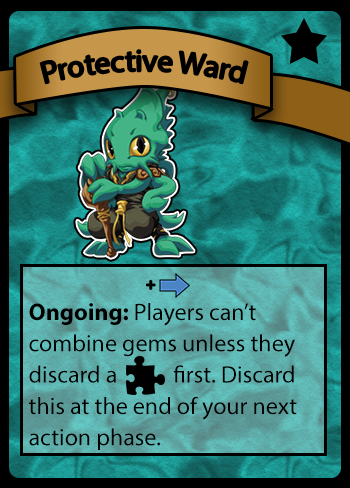 Protective Ward
+
Ongoing: Players can't
combine gems unless they
discard a first. Discard
this at the end of your next
action phase.